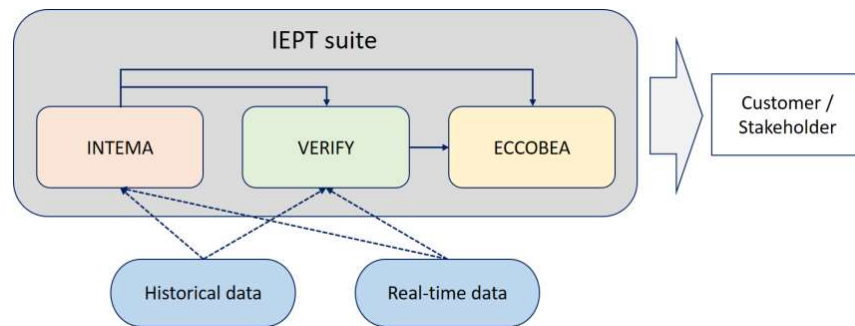 IEPT suite
INTEMA
VERIFY
ECCOBEA
Customer /
Stakeholder
Historical data
Real-time data